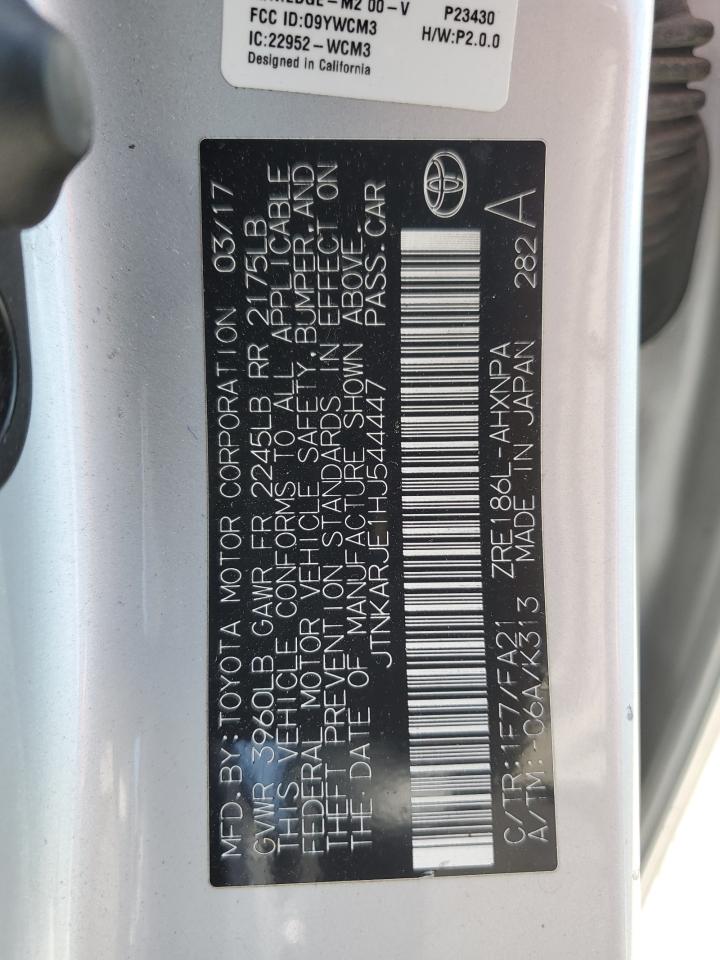 M2 00-V P23430
FCC ID:O9YWCM3 H/W:P2.0.0
IC:22952-WCM3
Designed in California
MFD BY:TOYOTA MOTOR CORPORATION 03/17
GVWR 3960LB GAWR FR 2245LB RR 2175LB
THIS VEHICLE CONFORMS TO ALL APPLICABLE
FEDERAL MOTOR VEHICLE SAFETY,BUMPER,AND
THEFT PREVENTION STANDARDS IN EFFECT ON
THE DATE OF MANUFACTURE SHOWN ABOVE.
JTNKARJE1HJ544447 PASS.CAR
C/TR:1F7/FA21 ZRE186L-AHXNPA 282 A
A/TM:-06A/K313 MADE IN JAPAN